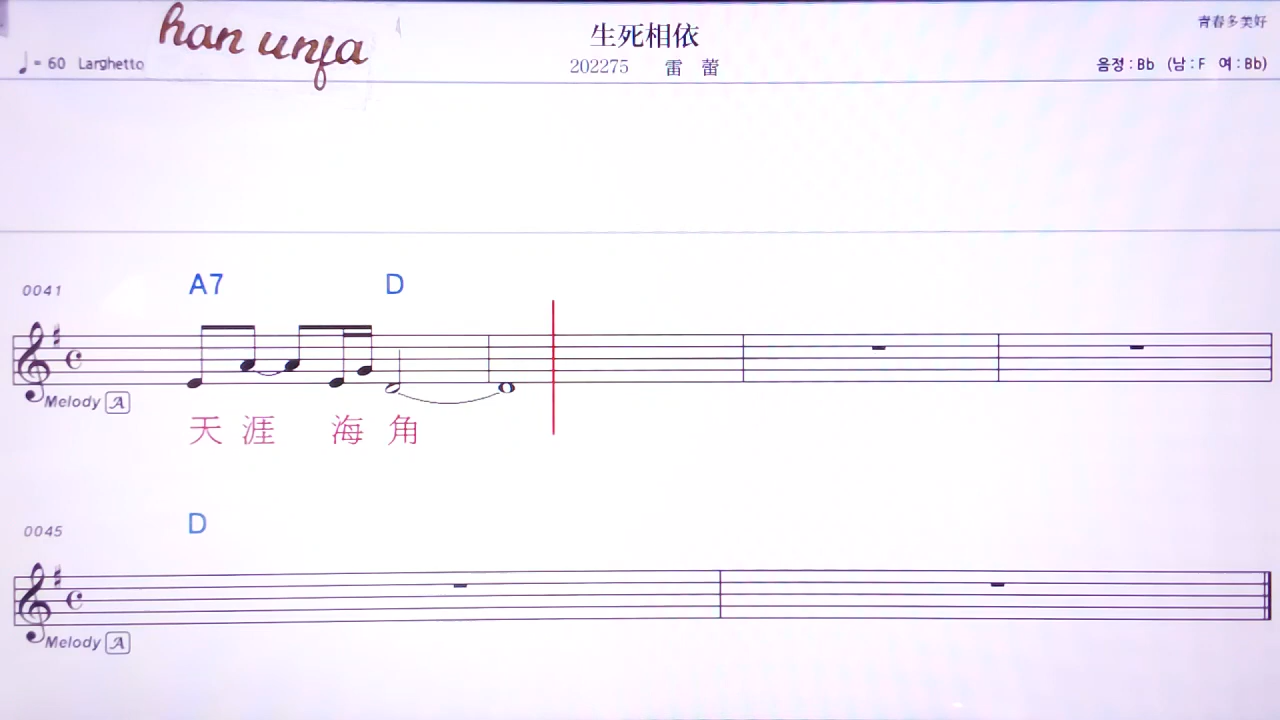 han unfa
生死相依
青春多美好
♩= 60 Larghetto
202275 雷 蕾
음정 : Bb (남 : F 여 : Bb)
0041
A7 D
Melody A
天 涯 海 角
0045
D
Melody A